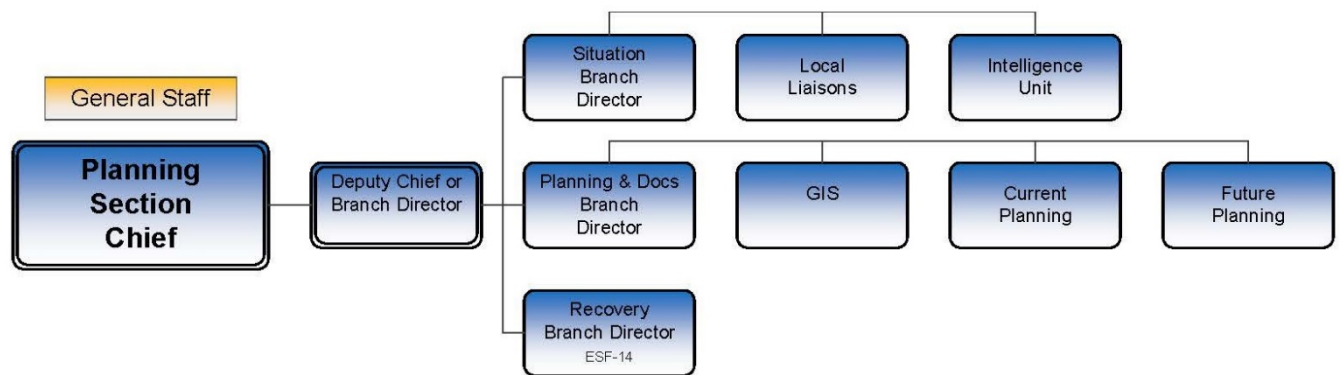 General Staff
Planning
Section
Chief
Deputy Chief or
Branch Director
Situation
Branch
Director
Local
Liaisons
Intelligence
Unit
Planning & Docs
Branch
Director
GIS
Current
Planning
Future
Planning
Recovery
Branch Director
ESF-14